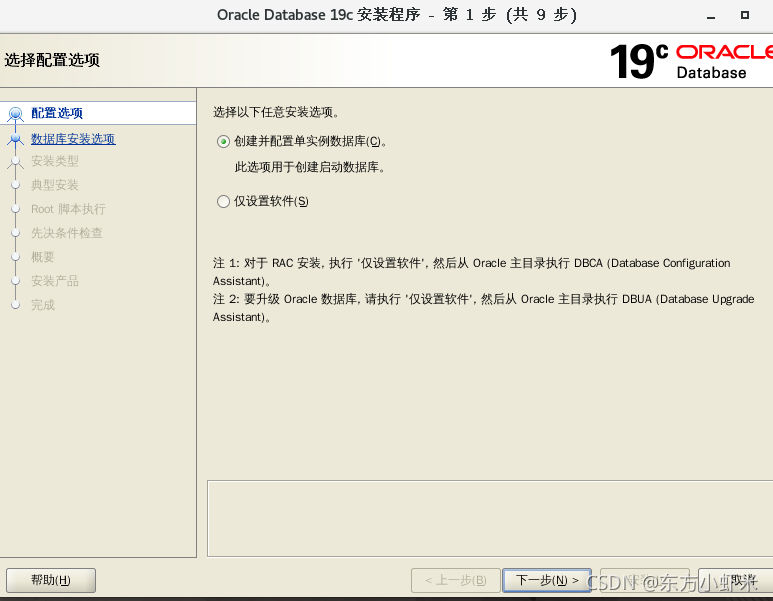 Oracle Database 19c 安装程序 - 第 1 步 (共 9 步)
选择配置选项
19c ORACLE
Database
配置选项
数据库安装选项
安装类型
典型安装
Root 脚本执行
先决条件检查
概要
安装产品
完成
选择以下任意安装选项。
创建并配置单实例数据库(C)。
此选项用于创建启动数据库。
仅设置软件(S)
注 1: 对于 RAC 安装, 执行 '仅设置软件', 然后从 Oracle 主目录执行 DBCA (Database Configuration
Assistant)。
注 2: 要升级 Oracle 数据库, 请执行 '仅设置软件', 然后从 Oracle 主目录执行 DBUA (Database Upgrade
Assistant)。
帮助(H)
< 上一步(B)
下一步(N) >
取消
CSDN @东方小虾米